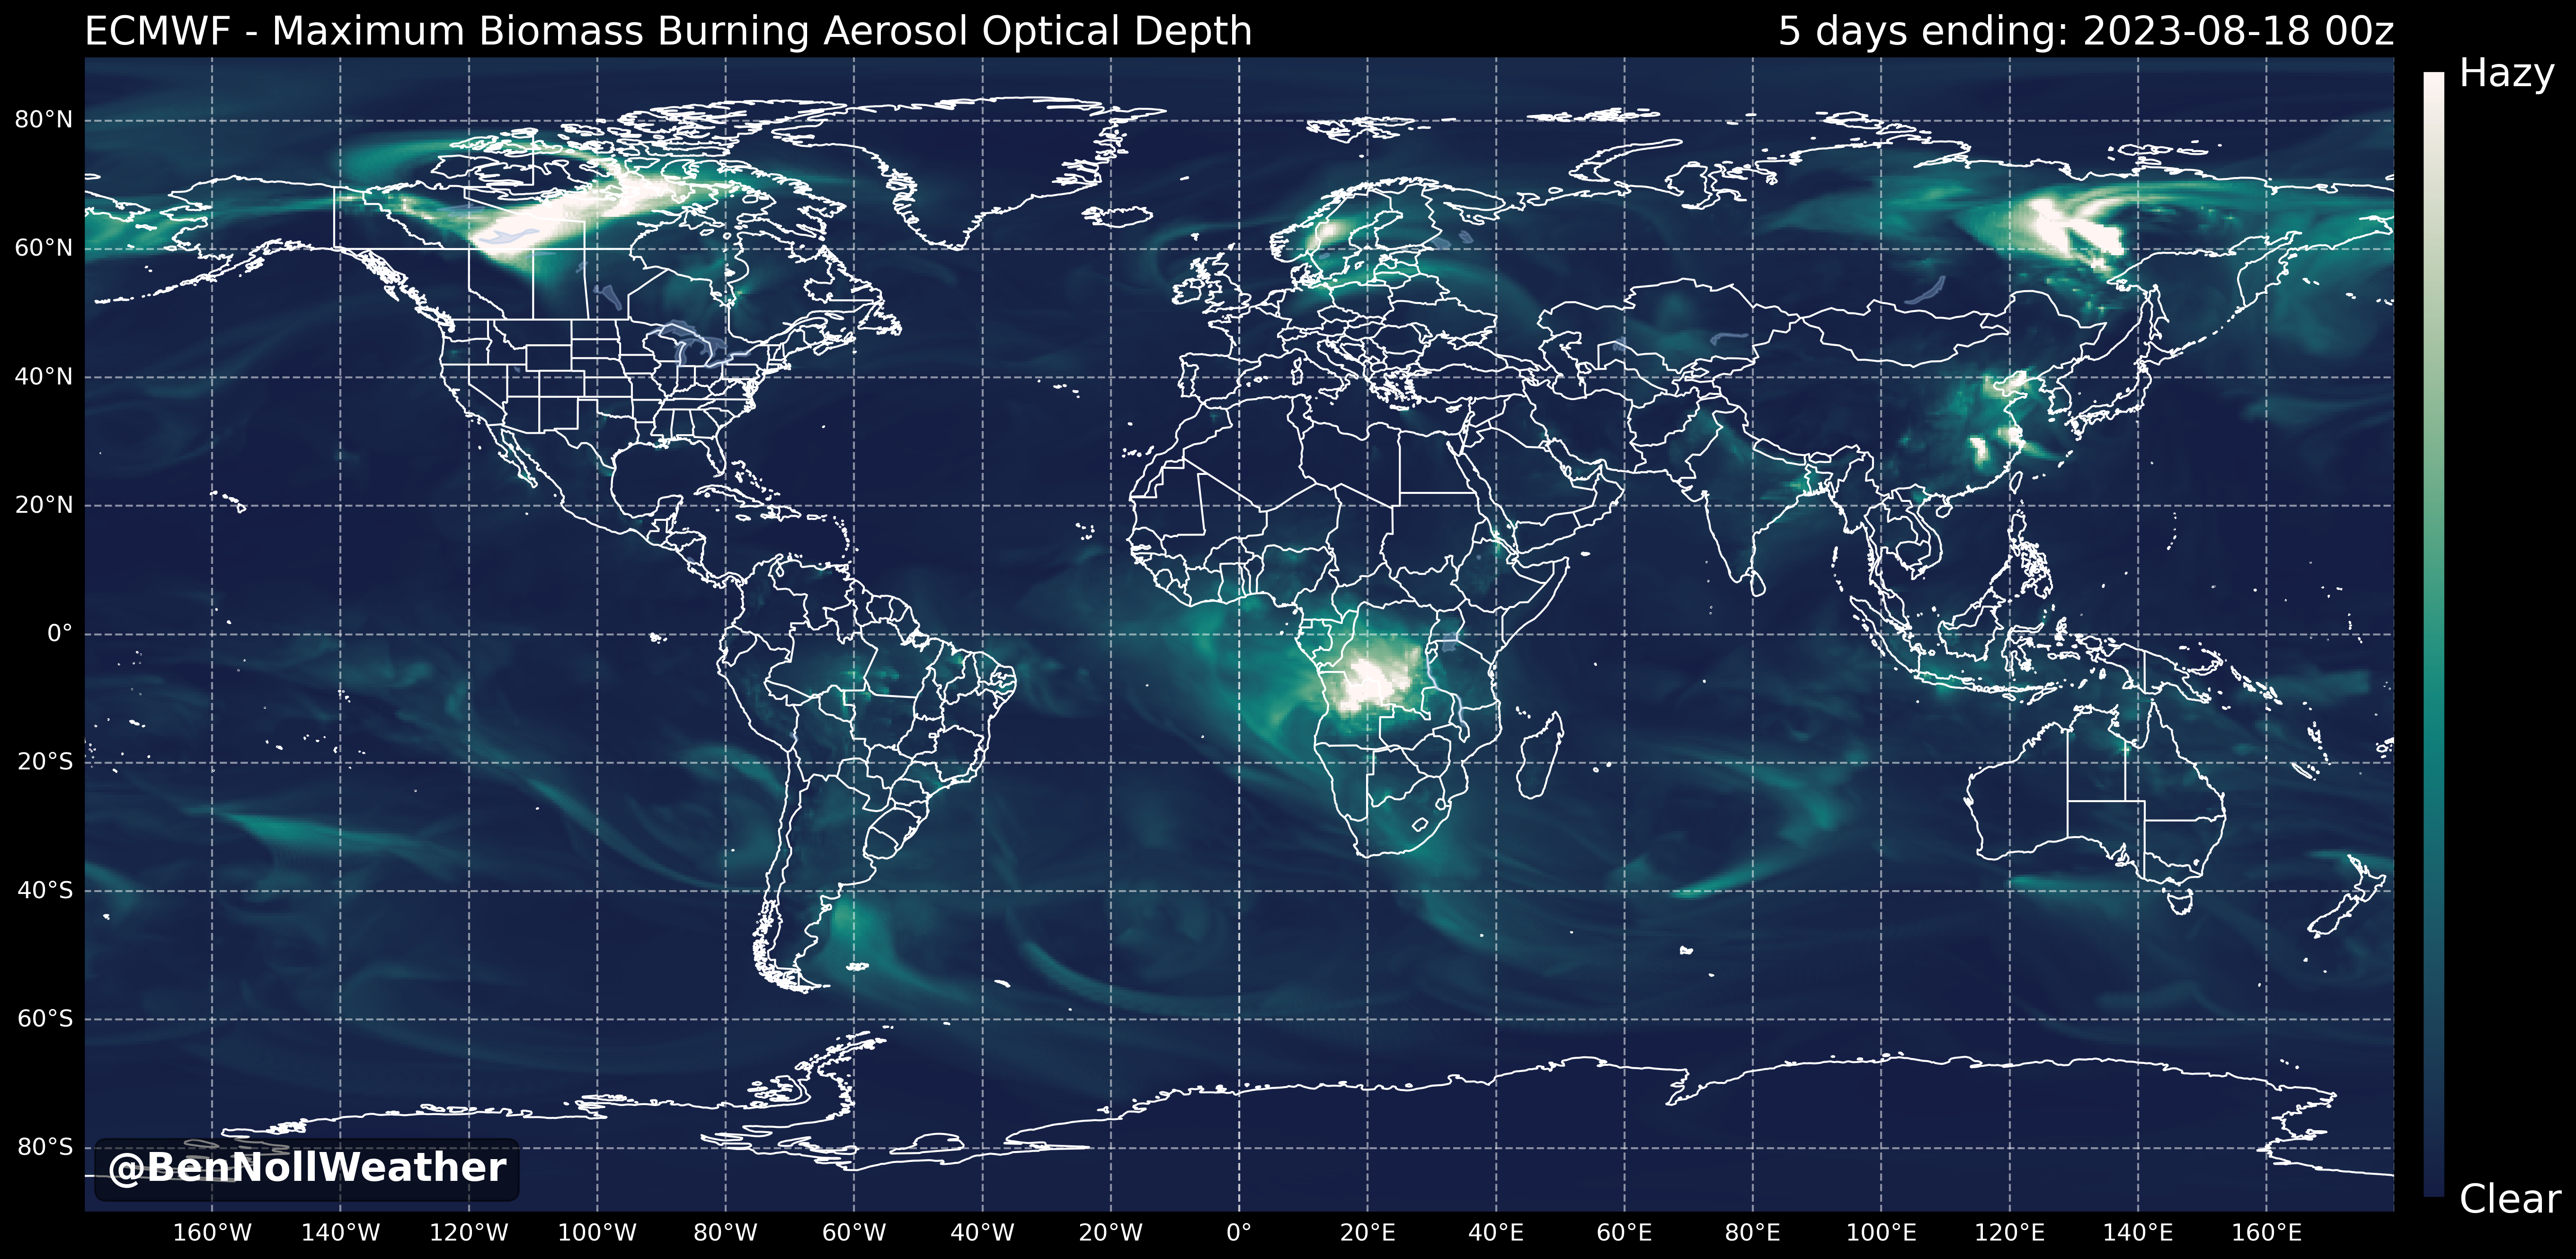 ECMWF - Maximum Biomass Burning Aerosol Optical Depth
5 days ending: 2023-08-18 00z
Hazy
80°N
60°N
40°N
20°N
0°
20°S
40°S
60°S
80°S
@BenNollWeather
Clear
160°W 140°W 120°W 100°W 80°W 60°W 40°W 20°W 0° 20°E 40°E 60°E 80°E 100°E 120°E 140°E 160°E